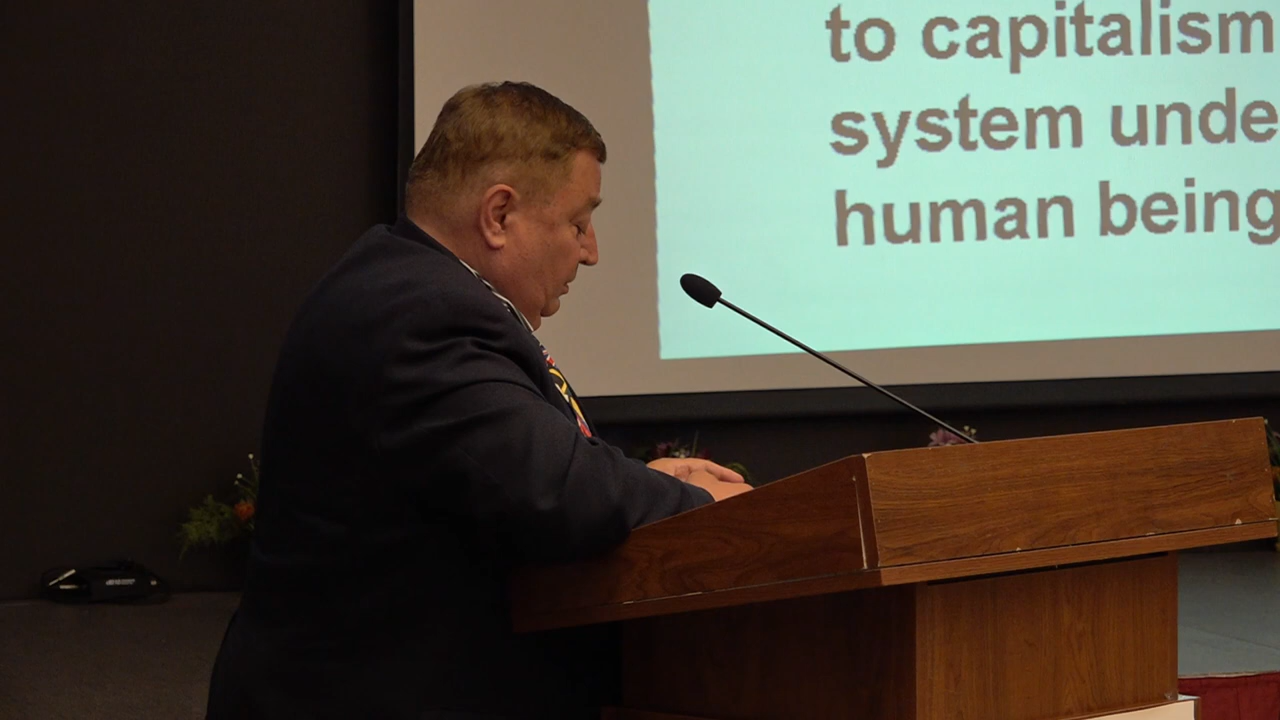 to capitalism
system unde
human being